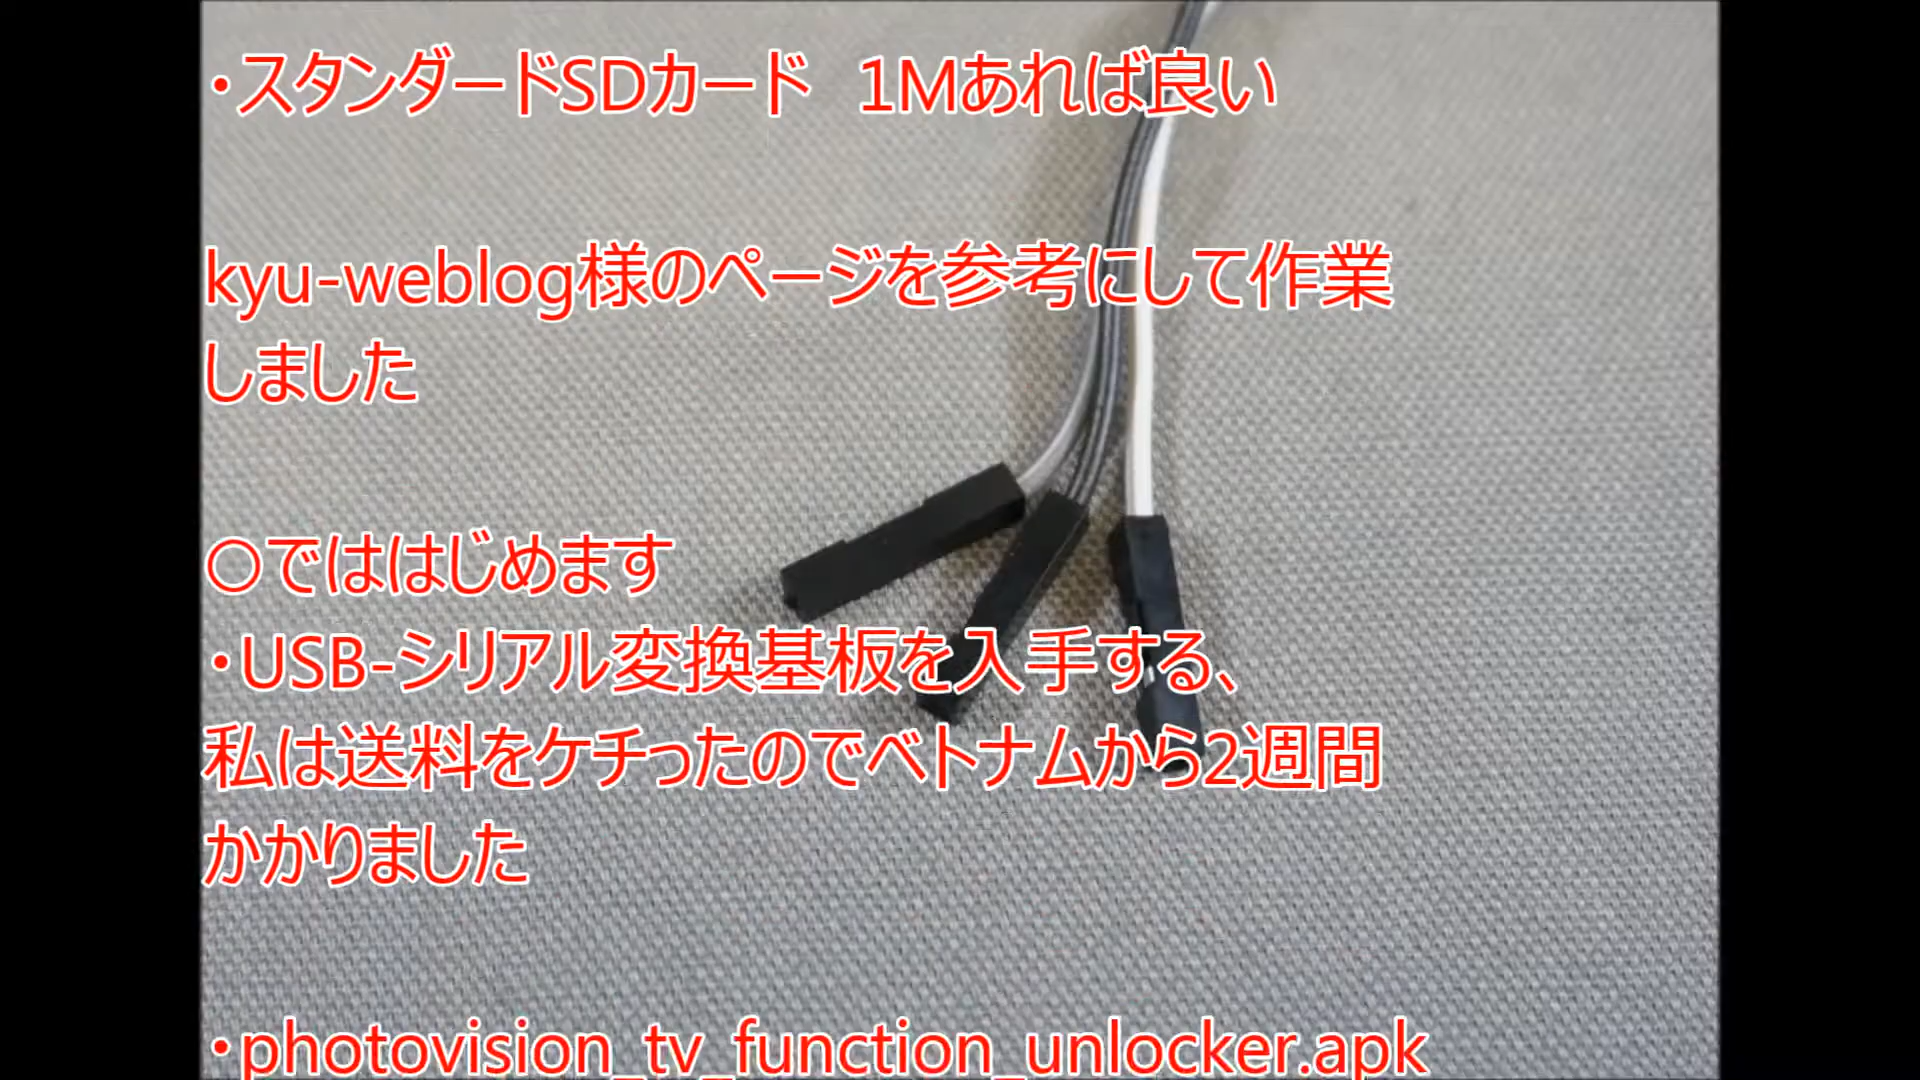 ・スタンダードSDカード　1Mあれば良い
kyu-weblog様のページを参考にして作業
しました
〇でははじめます
・USB-シリアル変換基板を入手する、
私は送料をケチったのでベトナムから2週間
かかりました
・photovision_tv_function_unlocker.apk